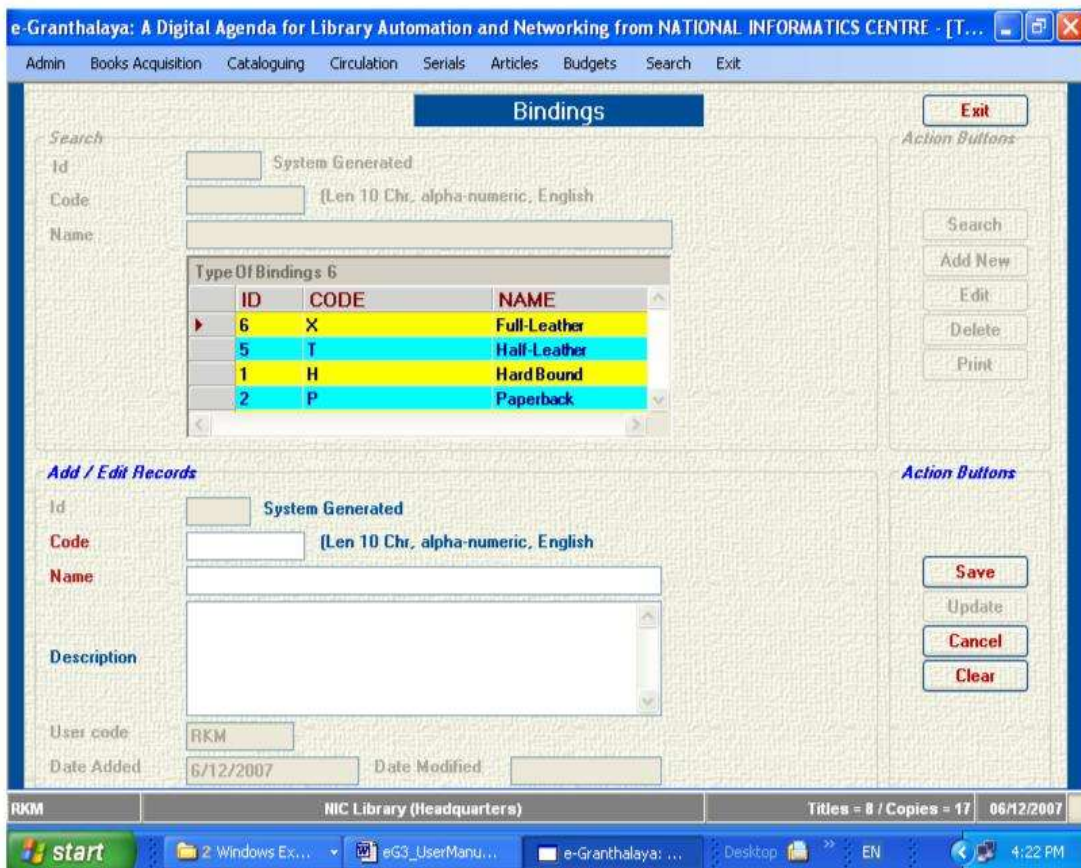 e-Granthalaya: A Digital Agenda for Library Automation and Networking from NATIONAL INFORMATICS CENTRE - [T...
Admin Books Acquisition Cataloguing Circulation Serials Articles Budgets Search Exit
Bindings
Exit
Search
Action Buttons
Id System Generated
Code (Len 10 Chr, alpha-numeric, English
Name
Search
Add New
Edit
Delete
Print
Type Of Bindings 6
ID CODE NAME
6 X Full-Leather
5 T Half-Leather
1 H Hard Bound
2 P Paperback
Add / Edit Records
Action Buttons
Id System Generated
Code (Len 10 Chr, alpha-numeric, English
Name
Description
Save
Update
Cancel
Clear
User code RKM
Date Added 6/12/2007 Date Modified
RKM NIC Library (Headquarters) Titles = 8 / Copies = 17 06/12/2007
start 2 Windows Ex... eG3_UserManu... e-Granthalaya: ... Desktop » EN 4:22 PM